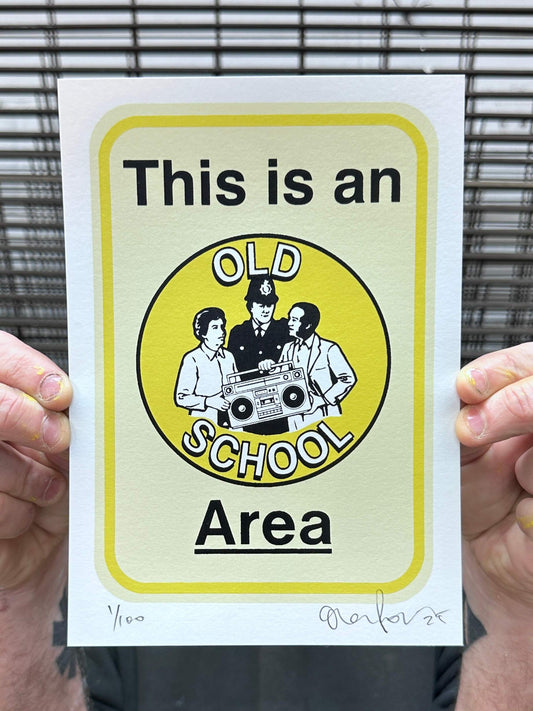 This is an
OLD
SCHOOL
Area
1/100